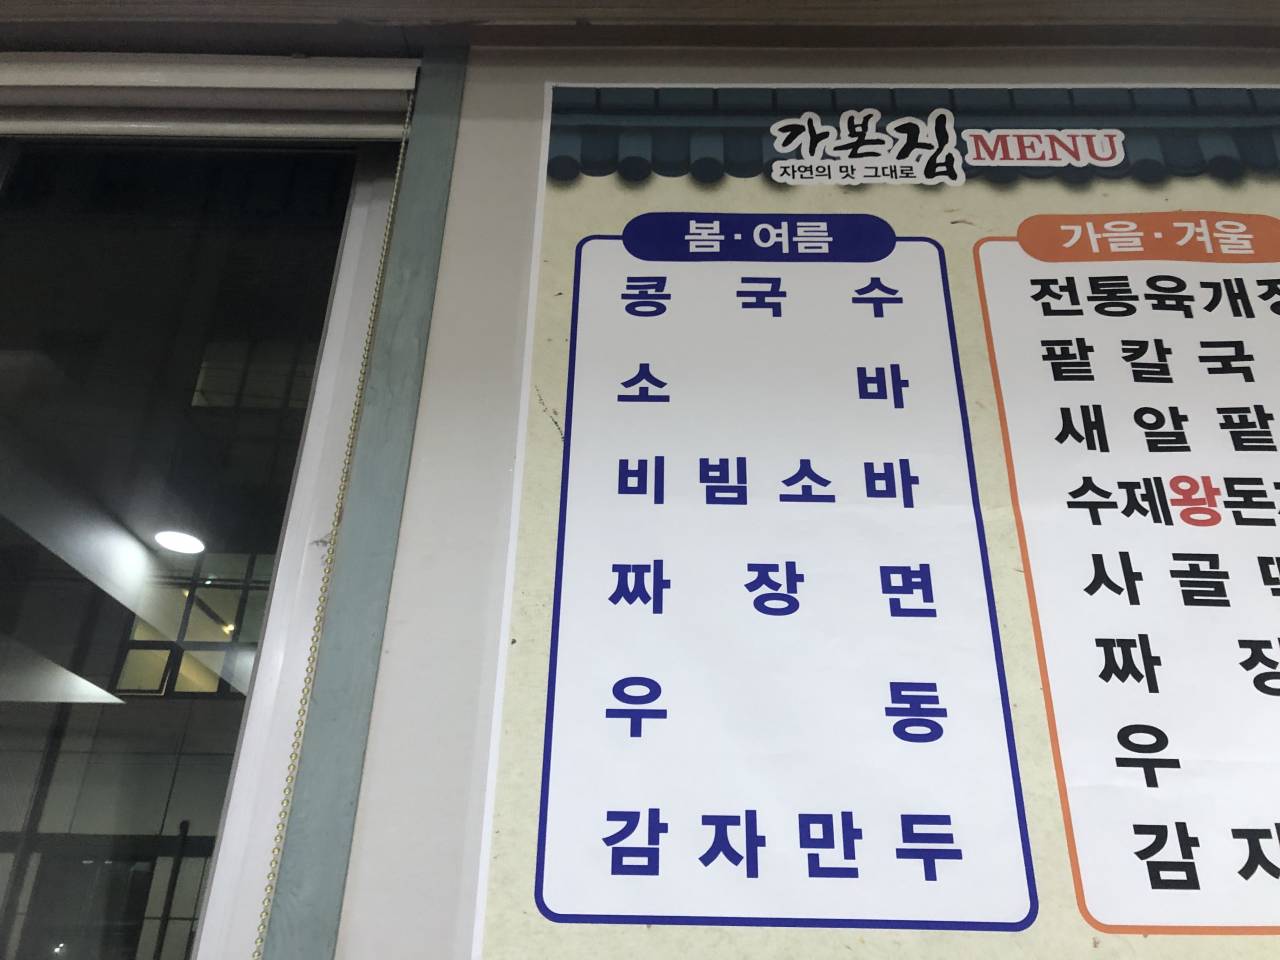 가본집 MENU
자연의 맛 그대로
봄·여름
콩국수
소바
비빔소바
짜장면
우동
감자만두
가을·겨울
전통육개
팥칼국
새알팥
수제왕돈
사골
짜장
우
감자